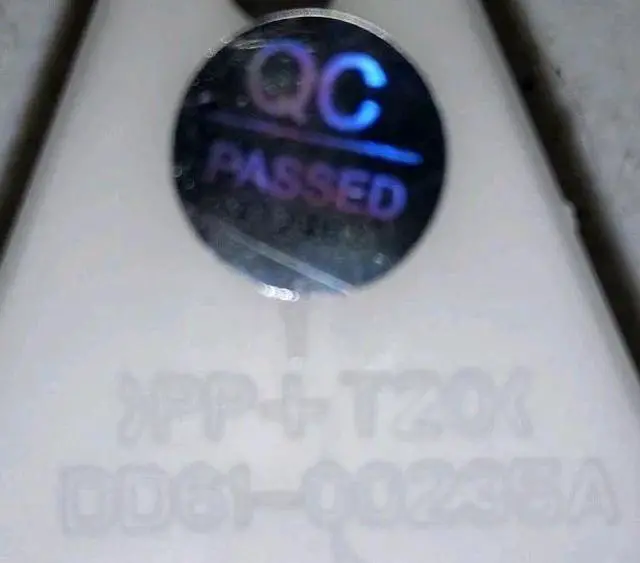 QC
PASSED
>PP+T20<
DD61-00235A